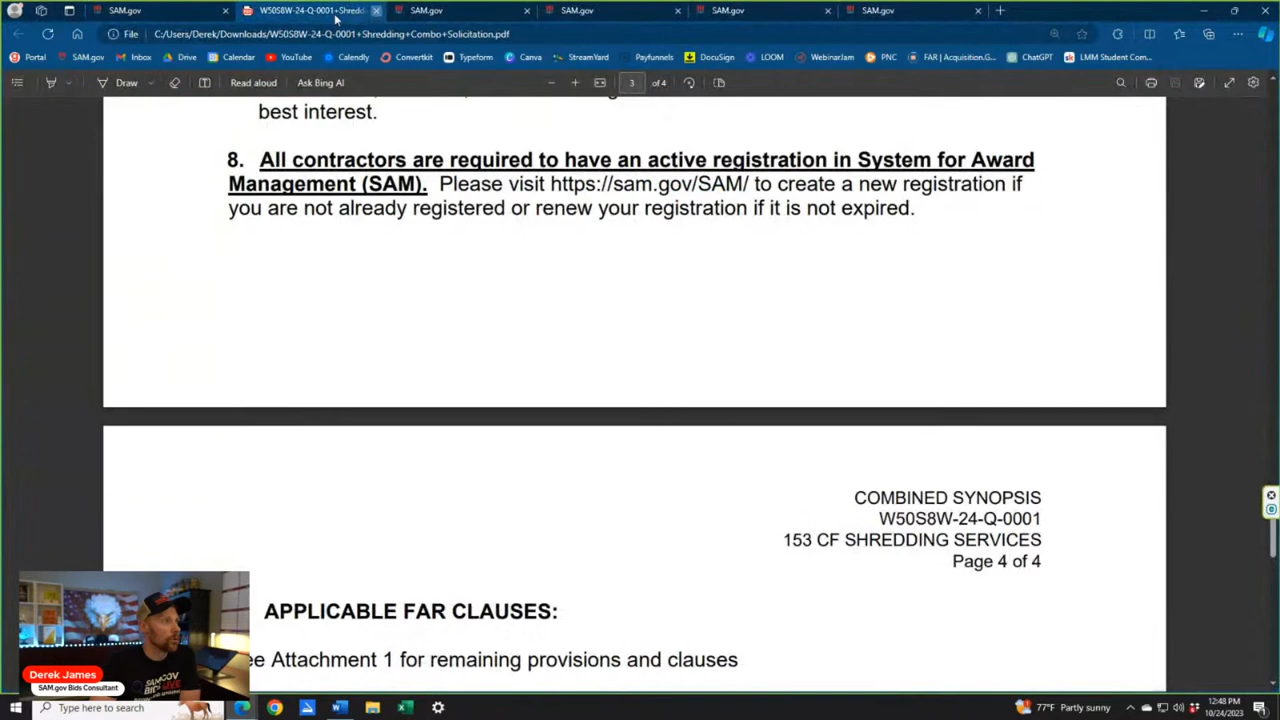 SAM.gov
W50S8W-24-Q-0001+Shredd
SAM.gov
SAM.gov
SAM.gov
SAM.gov
File
C:/Users/Derek/Downloads/W50S8W-24-Q-0001+Shredding+Combo+Solicitation.pdf
Portal
SAM.gov
Inbox
Drive
Calendar
YouTube
Calendly
Convertkit
Typeform
Canva
StreamYard
Payfunnels
DocuSign
LOOM
WebinarJam
PNC
FAR | Acquisition.G...
ChatGPT
LMM Student Com...
Draw
Read aloud
Ask Bing AI
3 of 4
best interest.
8. All contractors are required to have an active registration in System for Award
Management (SAM). Please visit https://sam.gov/SAM/ to create a new registration if
you are not already registered or renew your registration if it is not expired.
COMBINED SYNOPSIS
W50S8W-24-Q-0001
153 CF SHREDDING SERVICES
Page 4 of 4
APPLICABLE FAR CLAUSES:
Attachment 1 for remaining provisions and clauses
Derek James
SAM.gov Bids Consultant
Type here to search
77°F Partly sunny
12:48 PM
10/24/2023